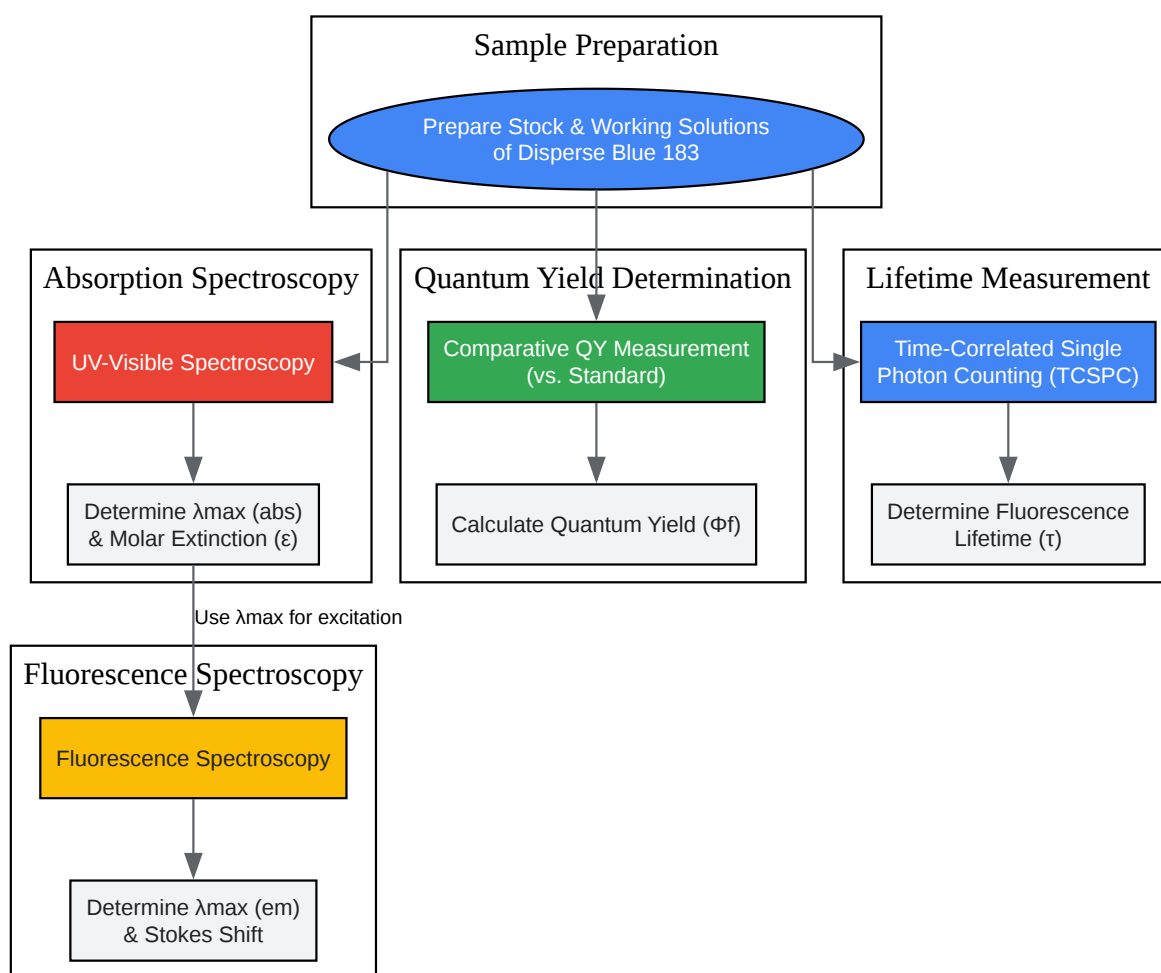 Sample Preparation
Prepare Stock & Working Solutions
of Disperse Blue 183
Absorption Spectroscopy
UV-Visible Spectroscopy
Determine λmax (abs)
& Molar Extinction (ε)
Quantum Yield Determination
Comparative QY Measurement
(vs. Standard)
Calculate Quantum Yield (Φf)
Lifetime Measurement
Time-Correlated Single
Photon Counting (TCSPC)
Determine Fluorescence
Lifetime (τ)
Use λmax for excitation
Fluorescence Spectroscopy
Fluorescence Spectroscopy
Determine λmax (em)
& Stokes Shift